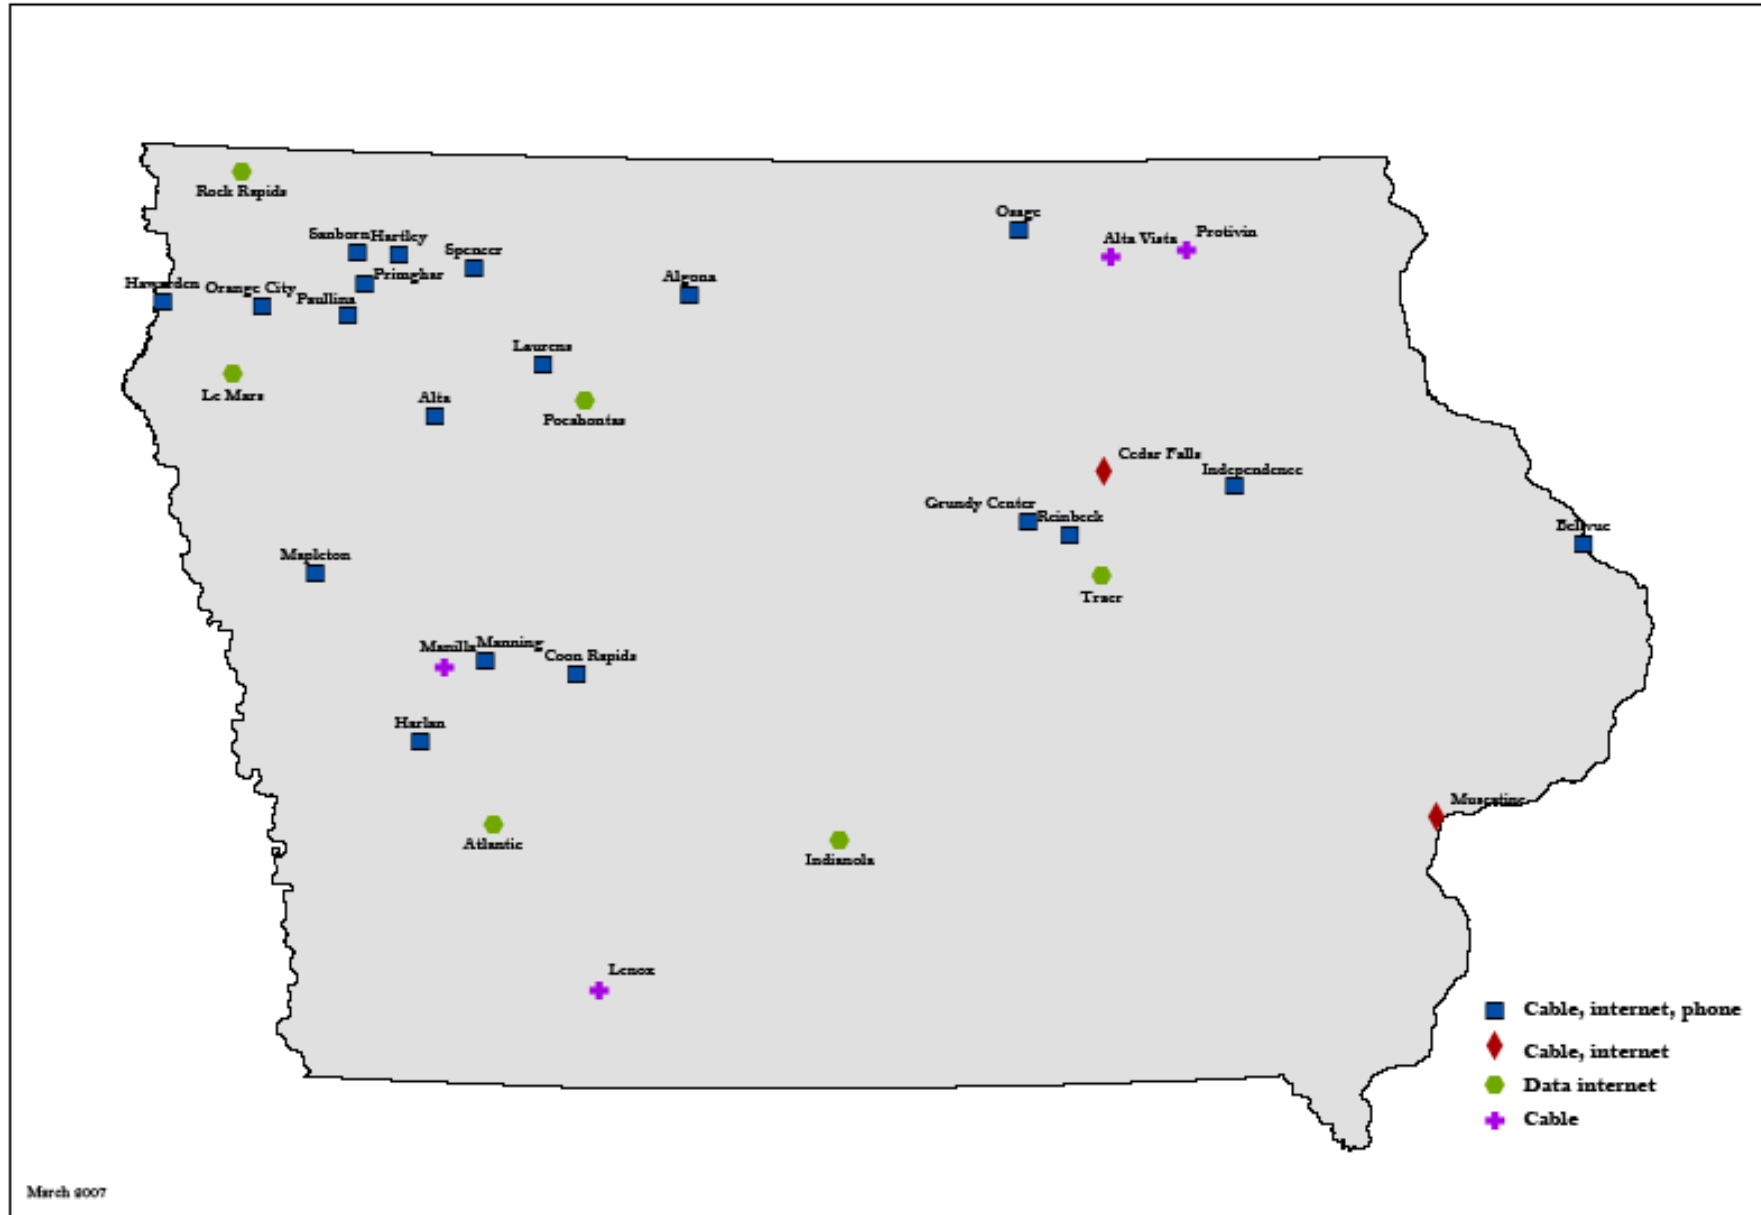 Rock Rapids
Osage
Protivin
Alta Vista
Sanborn
Hartley
Spencer
Primghar
Algona
Hawarden
Orange City
Paullina
Laurens
Le Mars
Alta
Pocahontas
Cedar Falls
Independence
Grundy Center
Reinbeck
Bellvue
Mapleton
Traer
Manilla
Manning
Coon Rapids
Harlan
Muscatine
Atlantic
Indianola
Lenox
Cable, internet, phone
Cable, internet
Data internet
Cable
March 2007